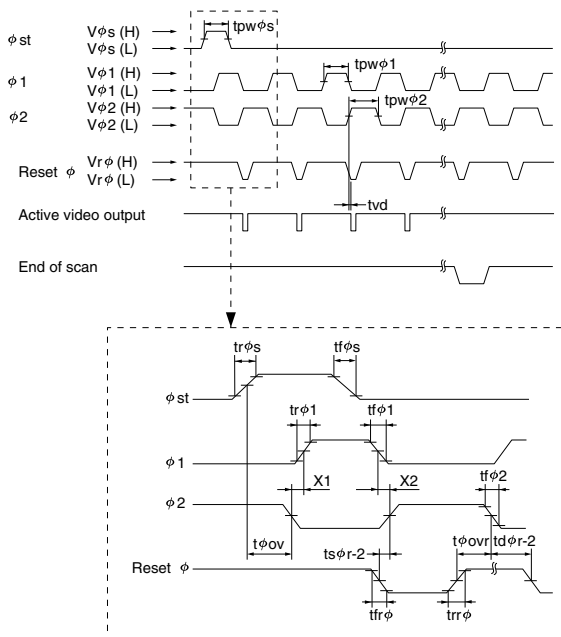 φst VφS (H) tpwφs
VφS (L)
φ1 Vφ1 (H) tpwφ1
Vφ1 (L)
φ2 Vφ2 (H) tpwφ2
Vφ2 (L)
Reset φ Vrφ (H)
Vrφ (L)
tvd
Active video output
End of scan
trφs tfφs
φst
trφ1 tfφ1
φ1
X1 X2 tfφ2
φ2
tφov tsφr-2 tφovr tdφr-2
Reset φ
tfrφ trrφ